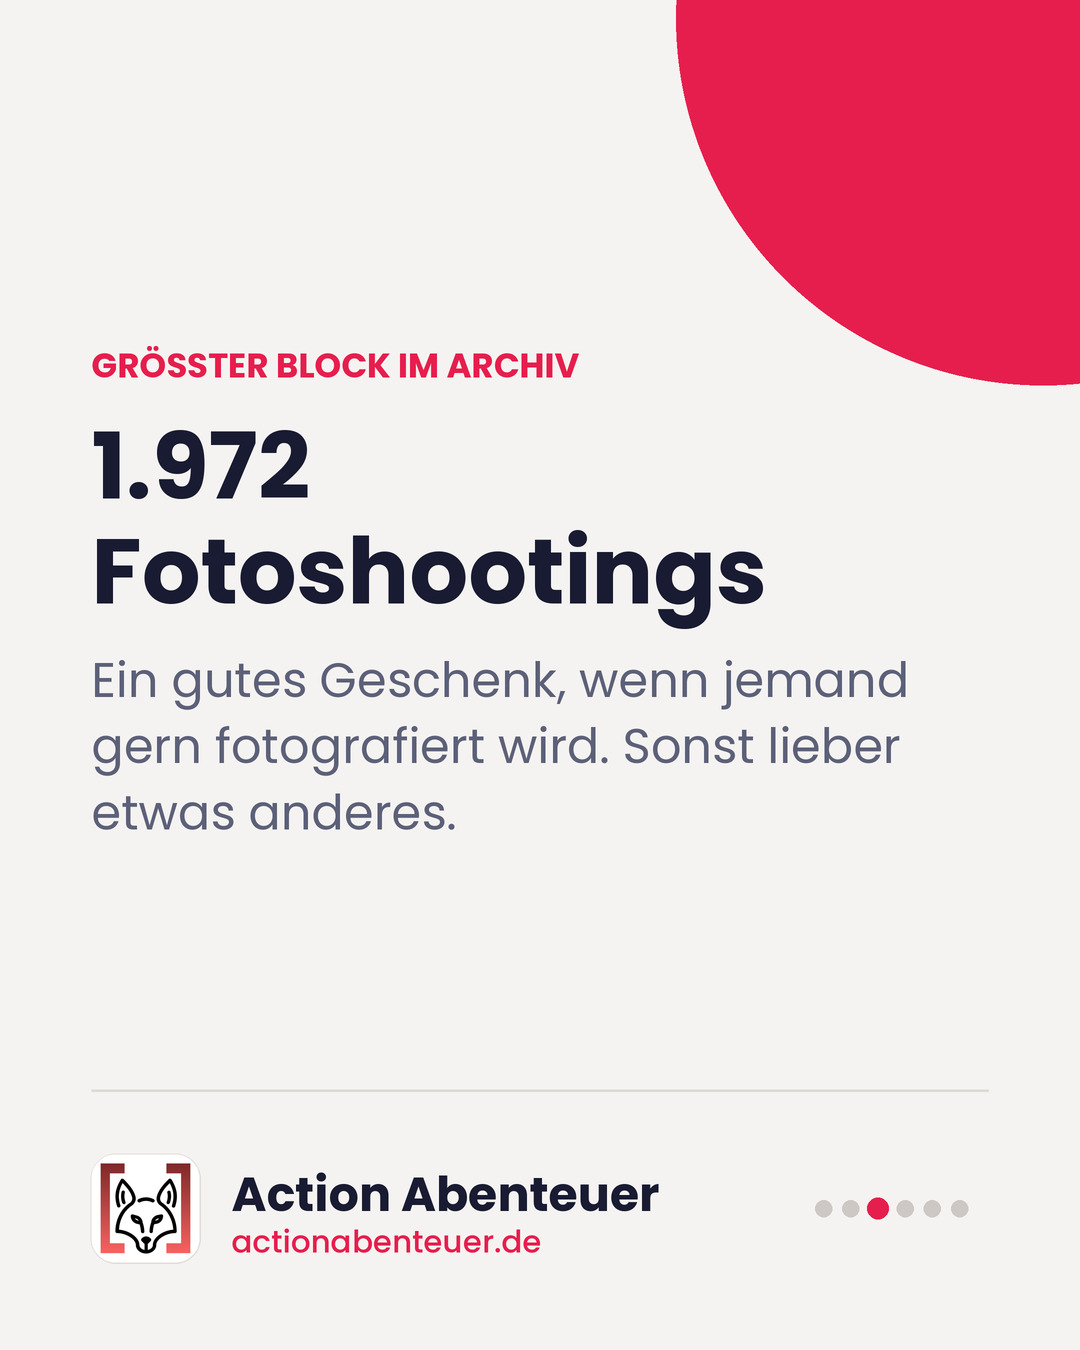 GRÖSSTER BLOCK IM ARCHIV
1.972
Fotoshootings
Ein gutes Geschenk, wenn jemand
gern fotografiert wird. Sonst lieber
etwas anderes.
Action Abenteuer
actionabenteuer.de